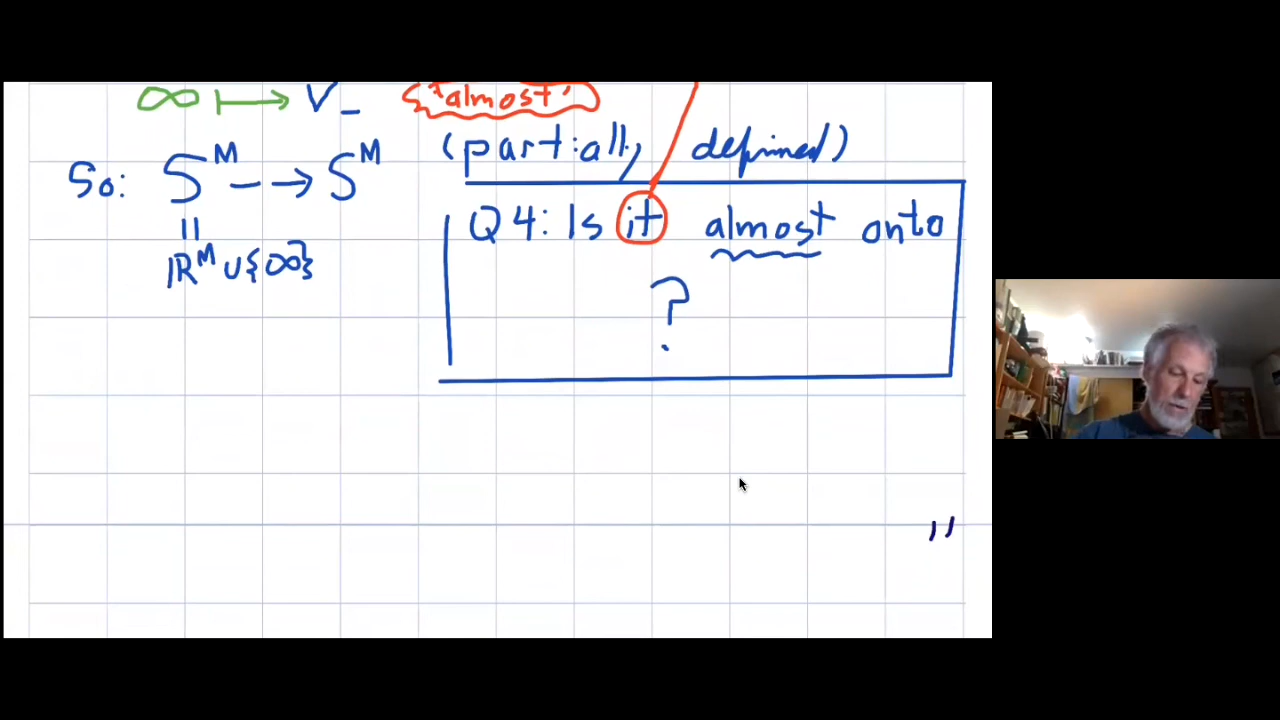 ∞ ↦ V_- "almost"
(partially defined)
So: S^M --→ S^M
Q4: Is it almost onto
||
ℝ^M ∪ {∞}
?